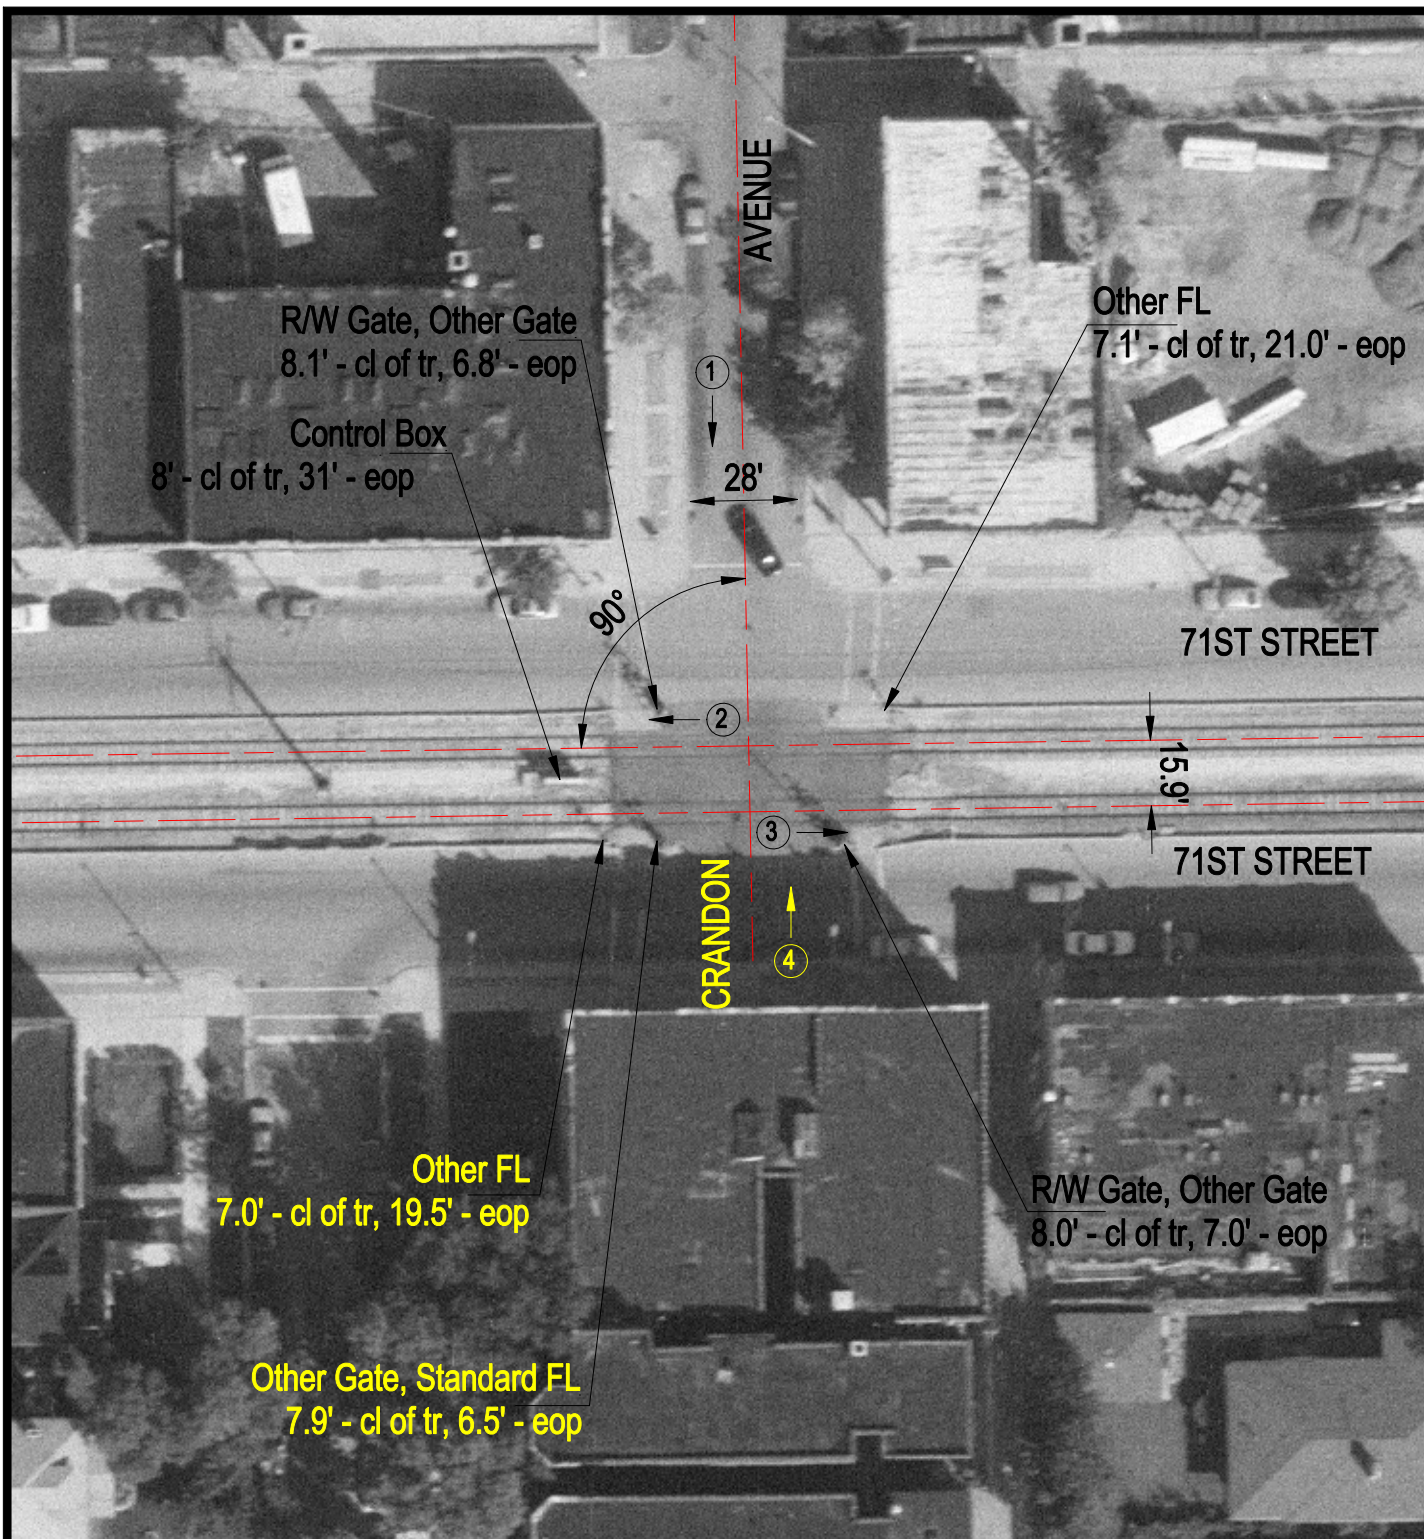 AVENUE
R/W Gate, Other Gate
8.1' - cl of tr, 6.8' - eop
Other FL
7.1' - cl of tr, 21.0' - eop
1
Control Box
8' - cl of tr, 31' - eop
28'
90°
71ST STREET
2
15.9'
3
71ST STREET
CRANDON
4
Other FL
7.0' - cl of tr, 19.5' - eop
R/W Gate, Other Gate
8.0' - cl of tr, 7.0' - eop
Other Gate, Standard FL
7.9' - cl of tr, 6.5' - eop